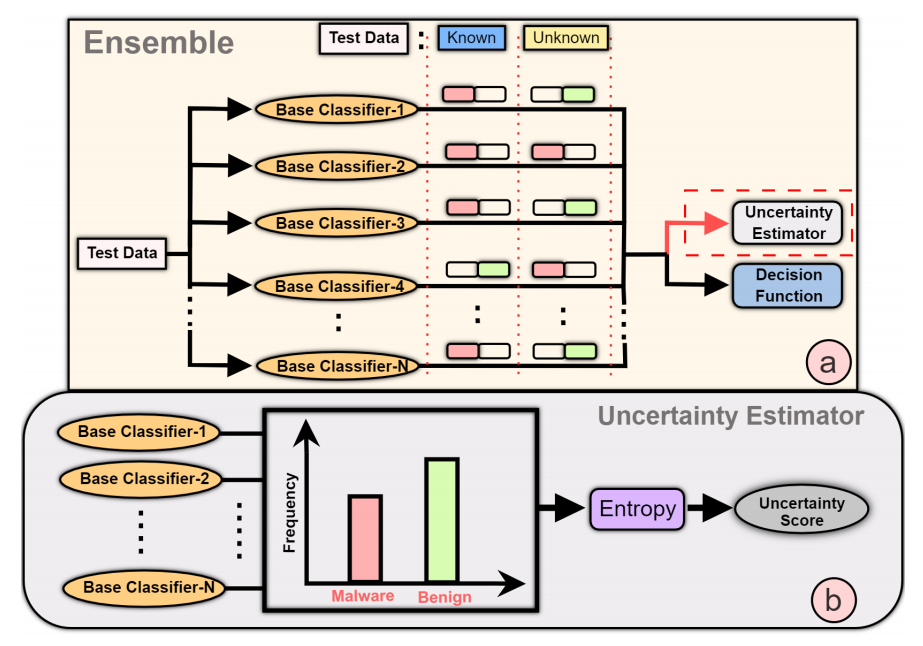 Ensemble
Test Data : Known Unknown
Base Classifier-1
Base Classifier-2
Base Classifier-3
Base Classifier-4
Base Classifier-N
Test Data
Uncertainty
Estimator
Decision
Function
a
Uncertainty Estimator
Base Classifier-1
Base Classifier-2
Base Classifier-N
Frequency
Malware Benign
Entropy
Uncertainty
Score
b